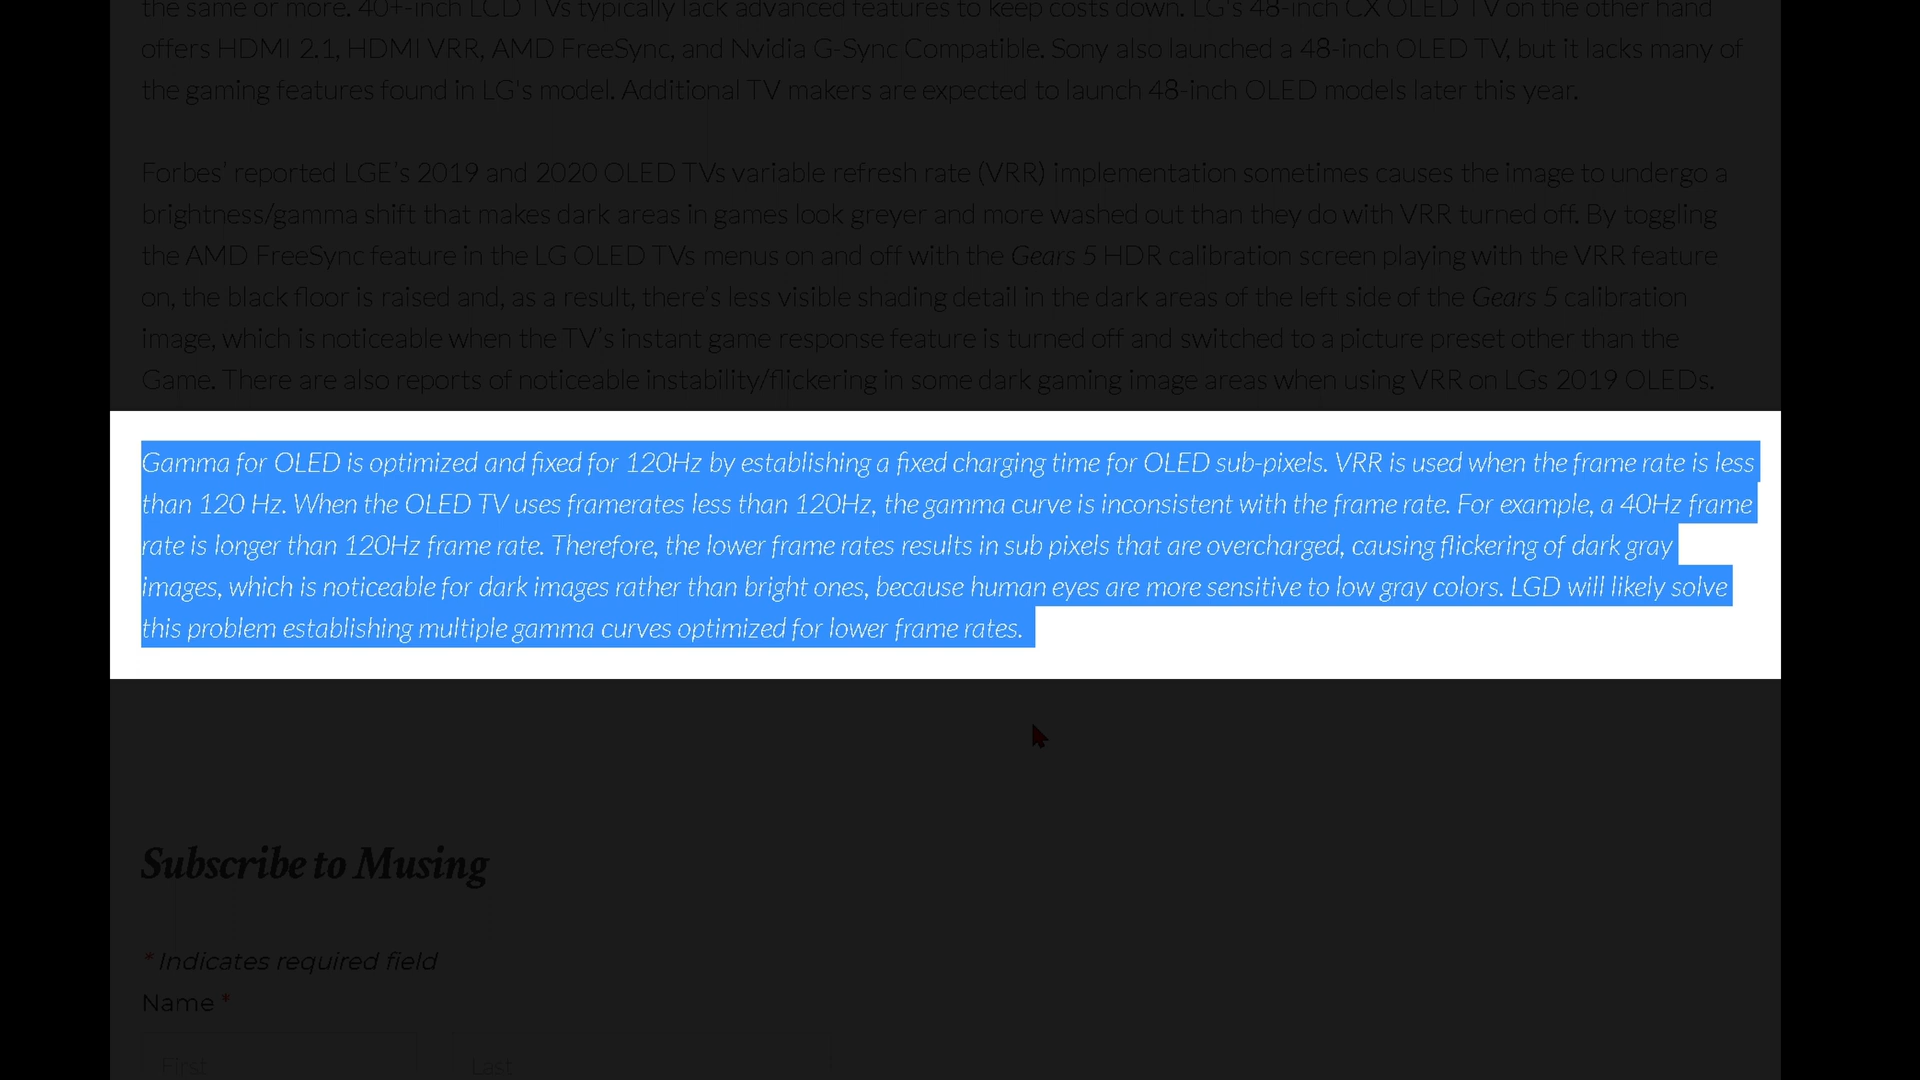 the same or more. 40+-inch LCD TVs typically lack advanced features to keep costs down. LG's 48-inch CX OLED TV on the other hand
offers HDMI 2.1, HDMI VRR, AMD FreeSync, and Nvidia G-Sync Compatible. Sony also launched a 48-inch OLED TV, but it lacks many of
the gaming features found in LG's model. Additional TV makers are expected to launch 48-inch OLED models later this year.
Forbes' reported LGE's 2019 and 2020 OLED TVs variable refresh rate (VRR) implementation sometimes causes the image to undergo a
brightness/gamma shift that makes dark areas in games look greyer and more washed out than they do with VRR turned off. By toggling
the AMD FreeSync feature in the LG OLED TVs menus on and off with the Gears 5 HDR calibration screen playing with the VRR feature
on, the black floor is raised and, as a result, there's less visible shading detail in the dark areas of the left side of the Gears 5 calibration
image, which is noticeable when the TV's instant game response feature is turned off and switched to a picture preset other than the
Game. There are also reports of noticeable instability/flickering in some dark gaming image areas when using VRR on LGs 2019 OLEDs.
Gamma for OLED is optimized and fixed for 120Hz by establishing a fixed charging time for OLED sub-pixels. VRR is used when the frame rate is less
than 120 Hz. When the OLED TV uses framerates less than 120Hz, the gamma curve is inconsistent with the frame rate. For example, a 40Hz frame
rate is longer than 120Hz frame rate. Therefore, the lower frame rates results in sub pixels that are overcharged, causing flickering of dark gray
images, which is noticeable for dark images rather than bright ones, because human eyes are more sensitive to low gray colors. LGD will likely solve
this problem establishing multiple gamma curves optimized for lower frame rates.
Subscribe to Musing
* Indicates required field
Name *
First Last